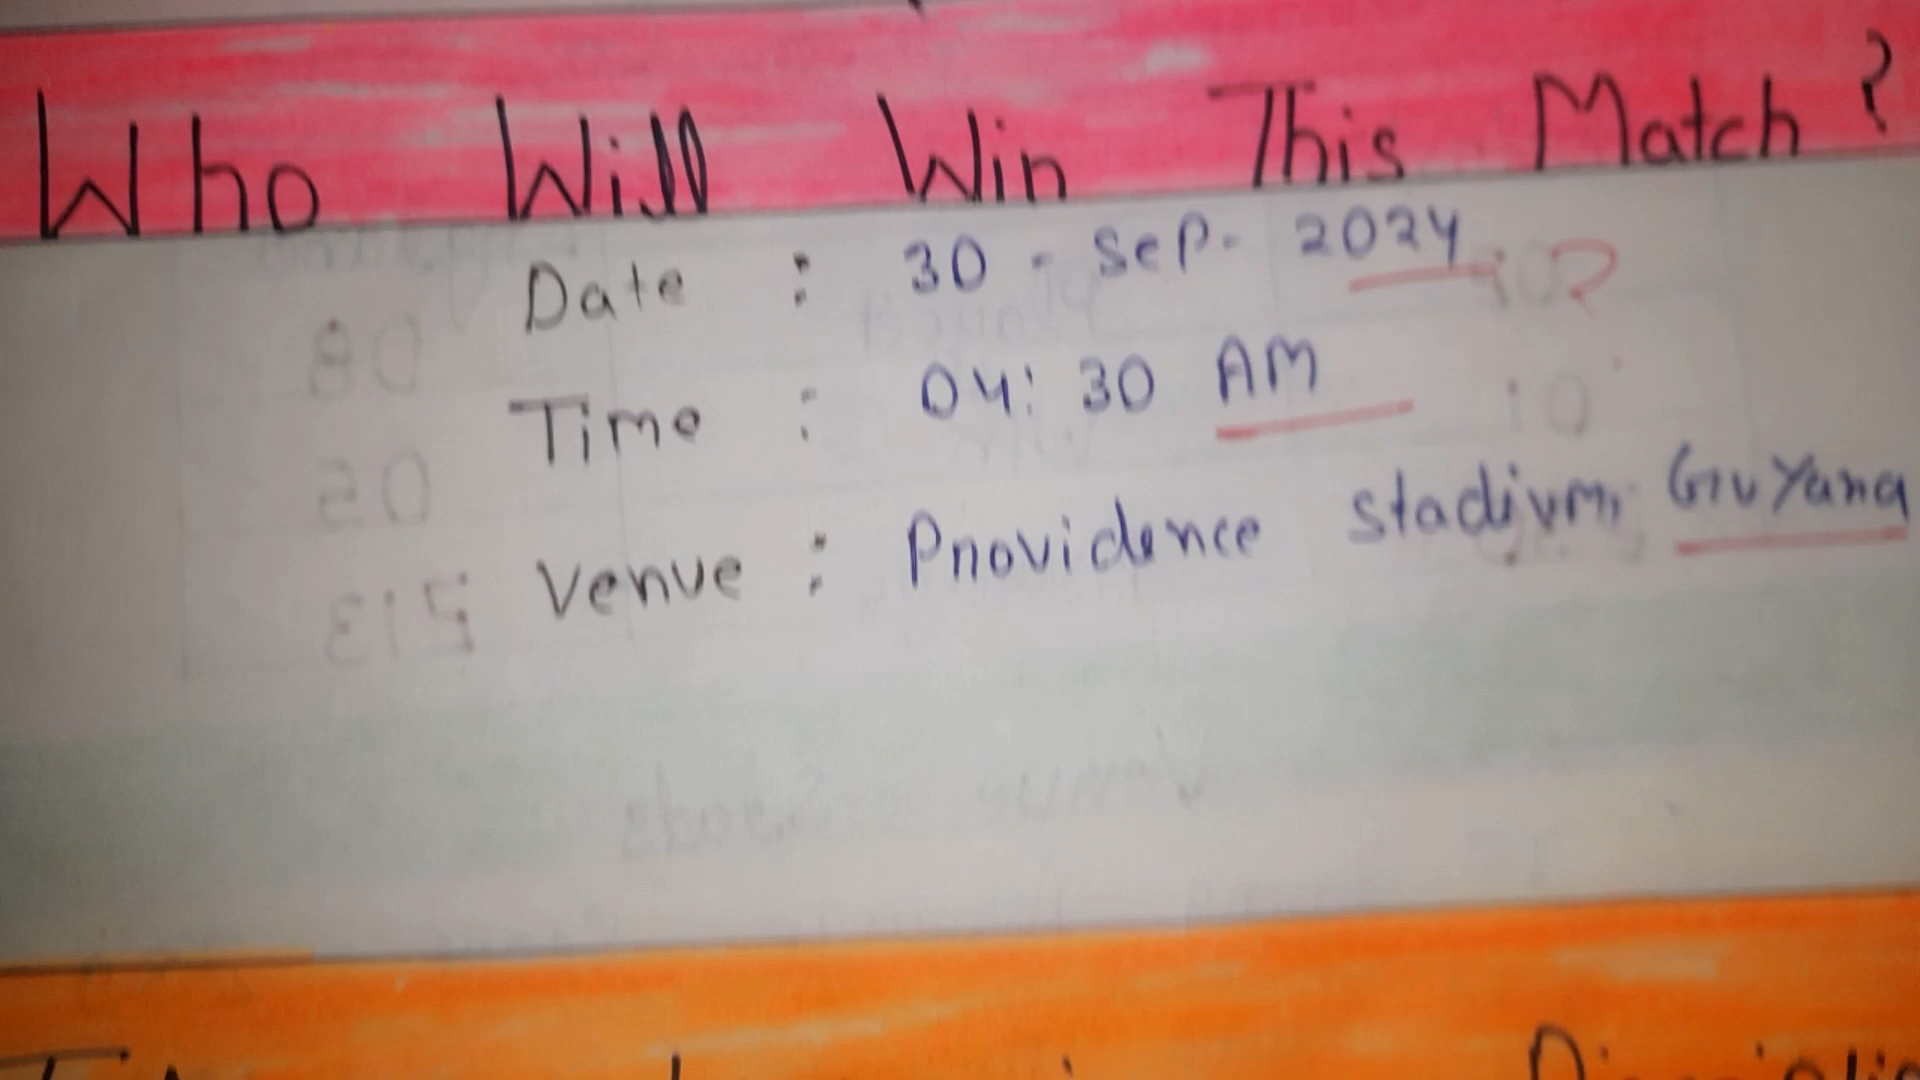 Who Will Win This Match?
Date : 30 - Sep. 2024
Time : 04:30 AM
Venue : Providence stadium, Guyana